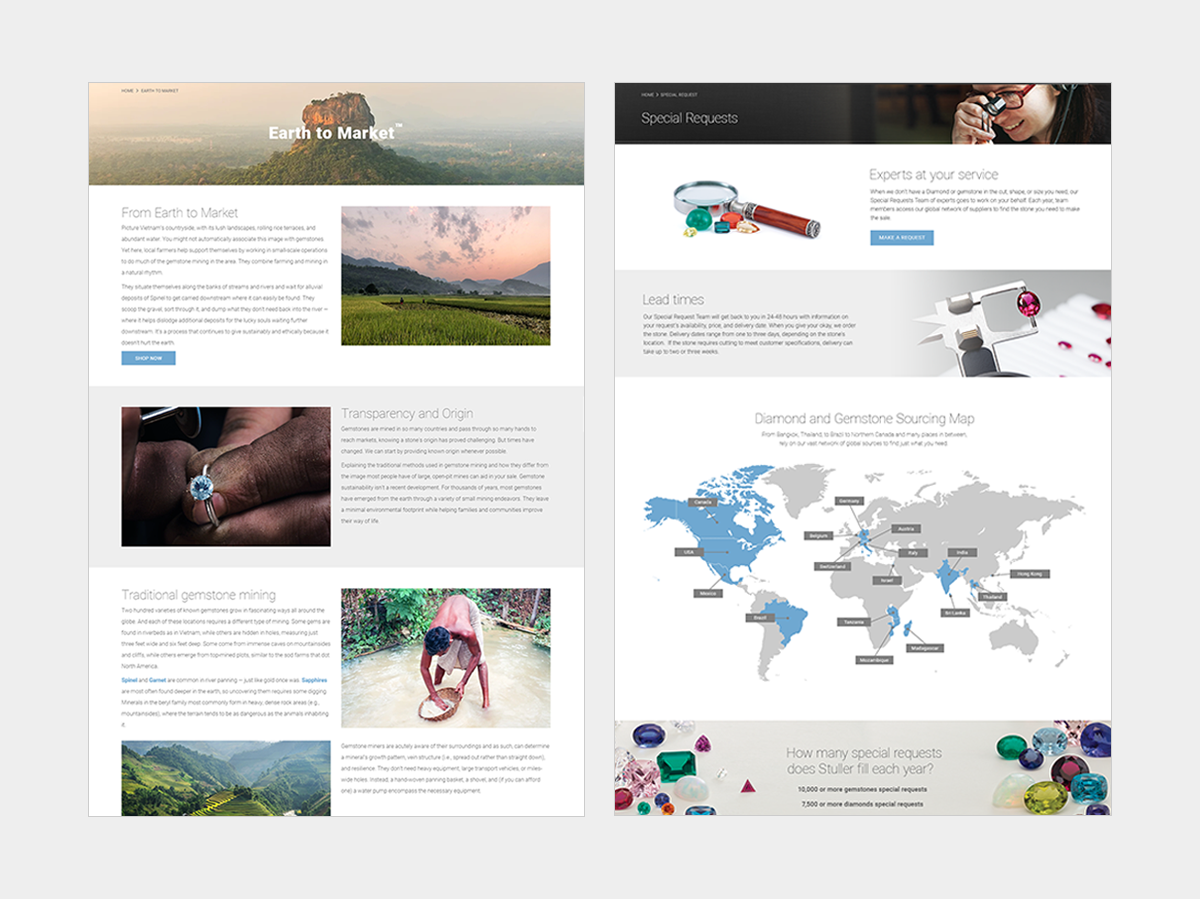 HOME > EARTH TO MARKET
Earth to Market™
From Earth to Market
Picture Vietnam's countryside, with its lush landscapes, rolling rice terraces, and
abundant water. You might not automatically associate this image with gemstones.
Yet here, local farmers help support themselves by working in small-scale operations
to do much of the gemstone mining in the area. They combine farming and mining in
a natural rhythm.
They situate themselves along the banks of streams and rivers and wait for alluvial
deposits of Spinel to get carried downstream where it can easily be found. They
scoop the gravel, sort through it, and dump what they don't need back into the river —
where it helps dislodge additional deposits for the lucky souls waiting further
downstream. It's a process that continues to give sustainably and ethically because it
doesn't hurt the earth.
SHOP NOW
Transparency and Origin
Gemstones are mined in so many countries and pass through so many hands to
reach markets, knowing a stone's origin has proved challenging. But times have
changed. We can start by providing known origin whenever possible.
Explaining the traditional methods used in gemstone mining and how they differ from
the image most people have of large, open-pit mines can aid in your sale. Gemstone
sustainability isn't a recent development. For thousands of years, most gemstones
have emerged from the earth through a variety of small mining endeavors. They leave
a minimal environmental footprint while helping families and communities improve
their way of life.
Traditional gemstone mining
Two hundred varieties of known gemstones grow in fascinating ways all around the
globe. And each of these locations requires a different type of mining. Some gems are
found in riverbeds as in Vietnam, while others are hidden in holes, measuring just
three feet wide and six feet deep. Some come from immense caves on mountainsides
and cliffs, while others emerge from top-mined plots, similar to the sod farms that dot
North America.
Spinel and Garnet are common in river panning — just like gold once was. Sapphires
are most often found deeper in the earth, so uncovering them requires some digging.
Minerals in the beryl family most commonly form in heavy, dense rock areas (e.g.,
mountainsides), where the terrain tends to be as dangerous as the animals inhabiting
it.
Gemstone miners are acutely aware of their surroundings and as such, can determine
a mineral's growth pattern, vein structure (i.e., spread out rather than straight down),
and resilience. They don't need heavy equipment, large transport vehicles, or miles-
wide holes. Instead, a hand-woven panning basket, a shovel, and (if you can afford
one) a water pump encompass the necessary equipment.
HOME > SPECIAL REQUEST
Special Requests
Experts at your service
When we don't have a Diamond or gemstone in the cut, shape, or size you need, our
Special Requests Team of experts goes to work on your behalf. Each year, team
members access our global network of suppliers to find the stone you need to make
the sale.
MAKE A REQUEST
Lead times
Our Special Request Team will get back to you in 24-48 hours with information on
your request's availability, price, and delivery date. When you give your okay, we order
the stone. Delivery dates range from one to three days, depending on the stone's
location. If the stone requires cutting to meet customer specifications, delivery can
take up to two or three weeks.
Diamond and Gemstone Sourcing Map
From Bangkok, Thailand, to Brazil to Northern Canada and many places in between,
rely on our vast network of global sources to find just what you need.
Canada
Germany
Austria
Belgium
USA
Italy
India
Switzerland
Hong Kong
Israel
Mexico
Thailand
Sri Lanka
Brazil
Tanzania
Madagascar
Mozambique
How many special requests
does Stuller fill each year?
10,000 or more gemstones special requests
7,500 or more diamonds special requests